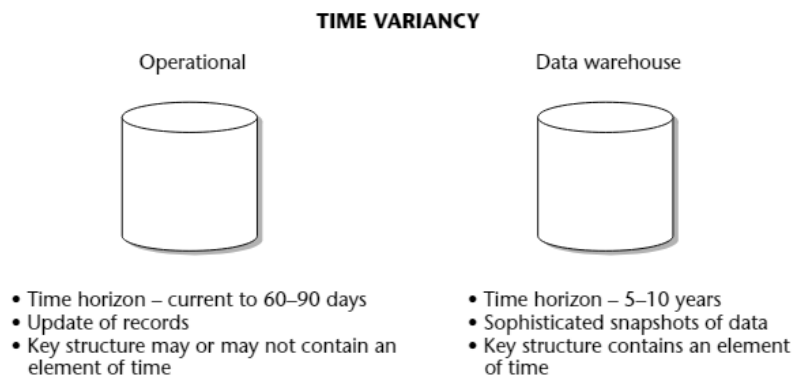 TIME VARIANCY
Operational
Data warehouse
• Time horizon – current to 60–90 days
• Update of records
• Key structure may or may not contain an
element of time
• Time horizon – 5–10 years
• Sophisticated snapshots of data
• Key structure contains an element
of time